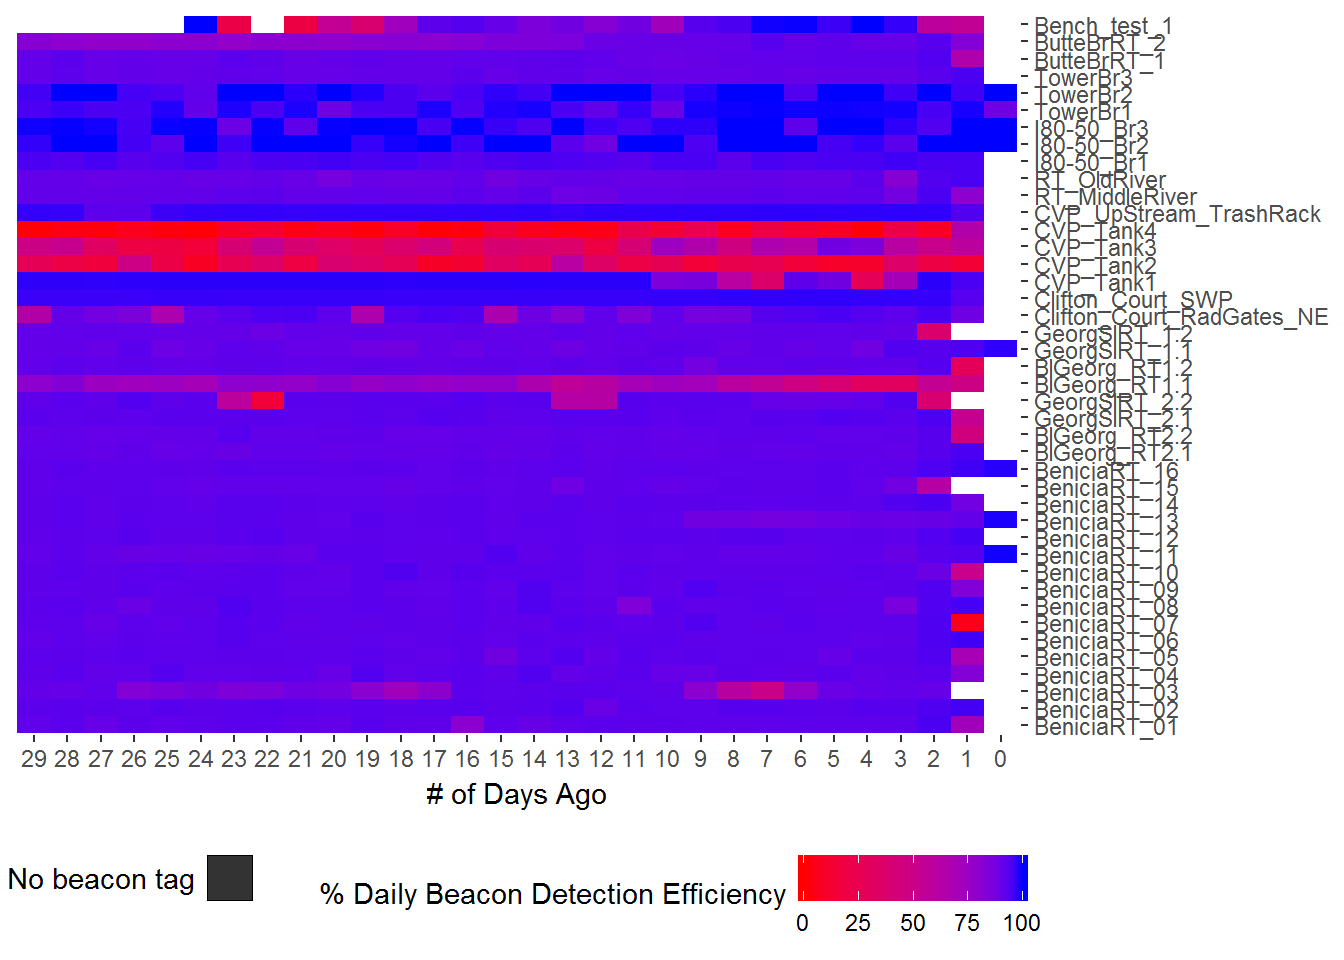 Bench_test_1
ButteBrRT_2
ButteBrRT_1
TowerBr3
TowerBr2
TowerBr1
I80-50_Br3
I80-50_Br2
I80-50_Br1
RT_OldRiver
RT_MiddleRiver
CVP_UpStream_TrashRack
CVP_Tank4
CVP_Tank3
CVP_Tank2
CVP_Tank1
Clifton_Court_SWP
Clifton_Court_RadGates_NE
GeorgSlRT_1.2
GeorgSlRT_1.1
BlGeorg_RT1.2
BlGeorg_RT1.1
GeorgSlRT_2.2
GeorgSlRT_2.1
BlGeorg_RT2.2
BlGeorg_RT2.1
BeniciaRT_16
BeniciaRT_15
BeniciaRT_14
BeniciaRT_13
BeniciaRT_12
BeniciaRT_11
BeniciaRT_10
BeniciaRT_09
BeniciaRT_08
BeniciaRT_07
BeniciaRT_06
BeniciaRT_05
BeniciaRT_04
BeniciaRT_03
BeniciaRT_02
BeniciaRT_01
29 28 27 26 25 24 23 22 21 20 19 18 17 16 15 14 13 12 11 10 9 8 7 6 5 4 3 2 1 0
# of Days Ago
No beacon tag
% Daily Beacon Detection Efficiency
0 25 50 75 100